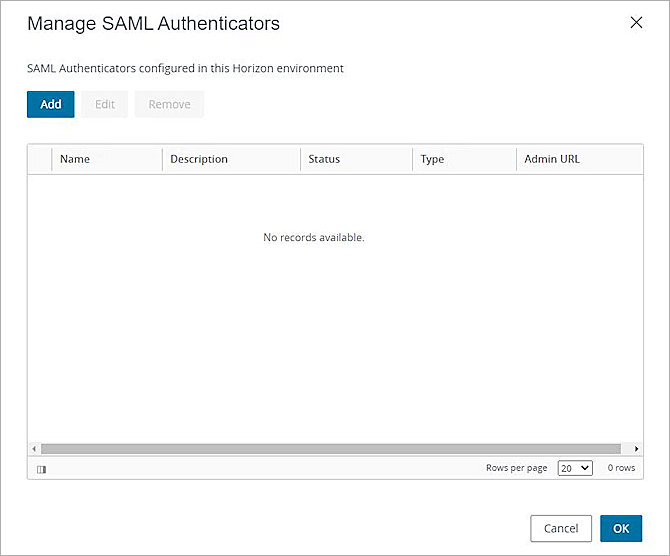 Manage SAML Authenticators
SAML Authenticators configured in this Horizon environment
Add Edit Remove
Name Description Status Type Admin URL
No records available.
Rows per page 20 0 rows
Cancel OK